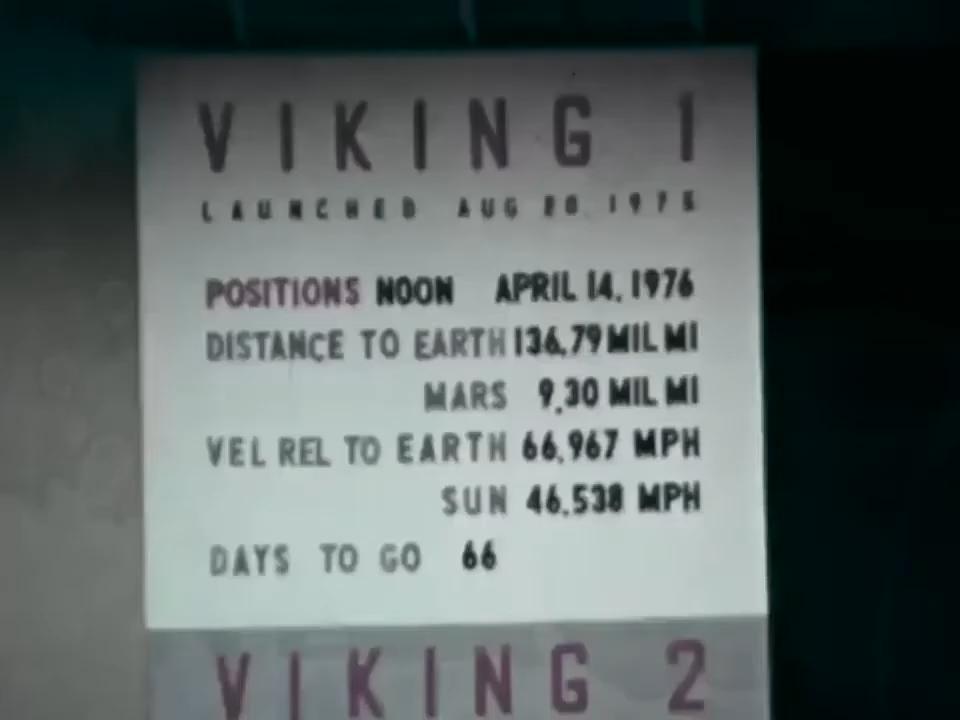 VIKING 1
LAUNCHED AUG 20 1975
POSITIONS NOON APRIL 14, 1976
DISTANCE TO EARTH 136.79 MIL MI
MARS 9.30 MIL MI
VEL REL TO EARTH 66,967 MPH
SUN 46,538 MPH
DAYS TO GO 66
VIKING 2